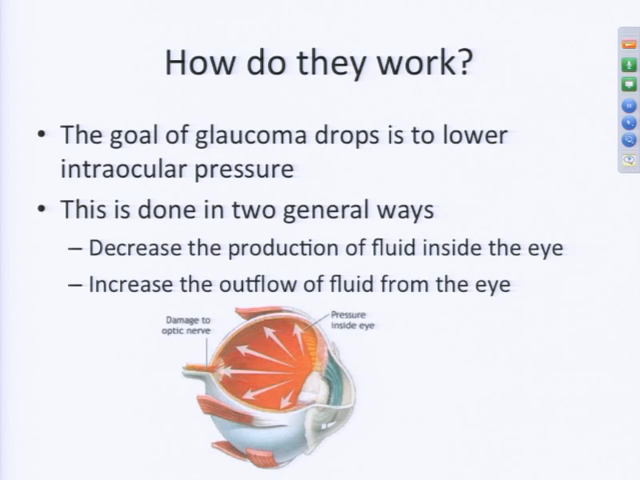 How do they work?
• The goal of glaucoma drops is to lower
intraocular pressure
• This is done in two general ways
– Decrease the production of fluid inside the eye
– Increase the outflow of fluid from the eye
Damage to
optic nerve
Pressure
inside eye